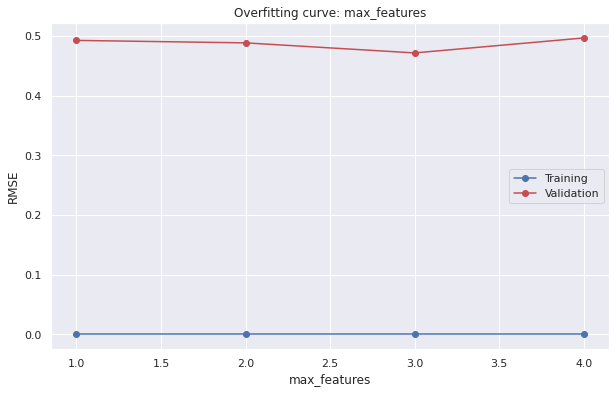 Overfitting curve: max_features
0.5
0.4
0.3
0.2
0.1
0.0
RMSE
Training
Validation
1.0 1.5 2.0 2.5 3.0 3.5 4.0
max_features